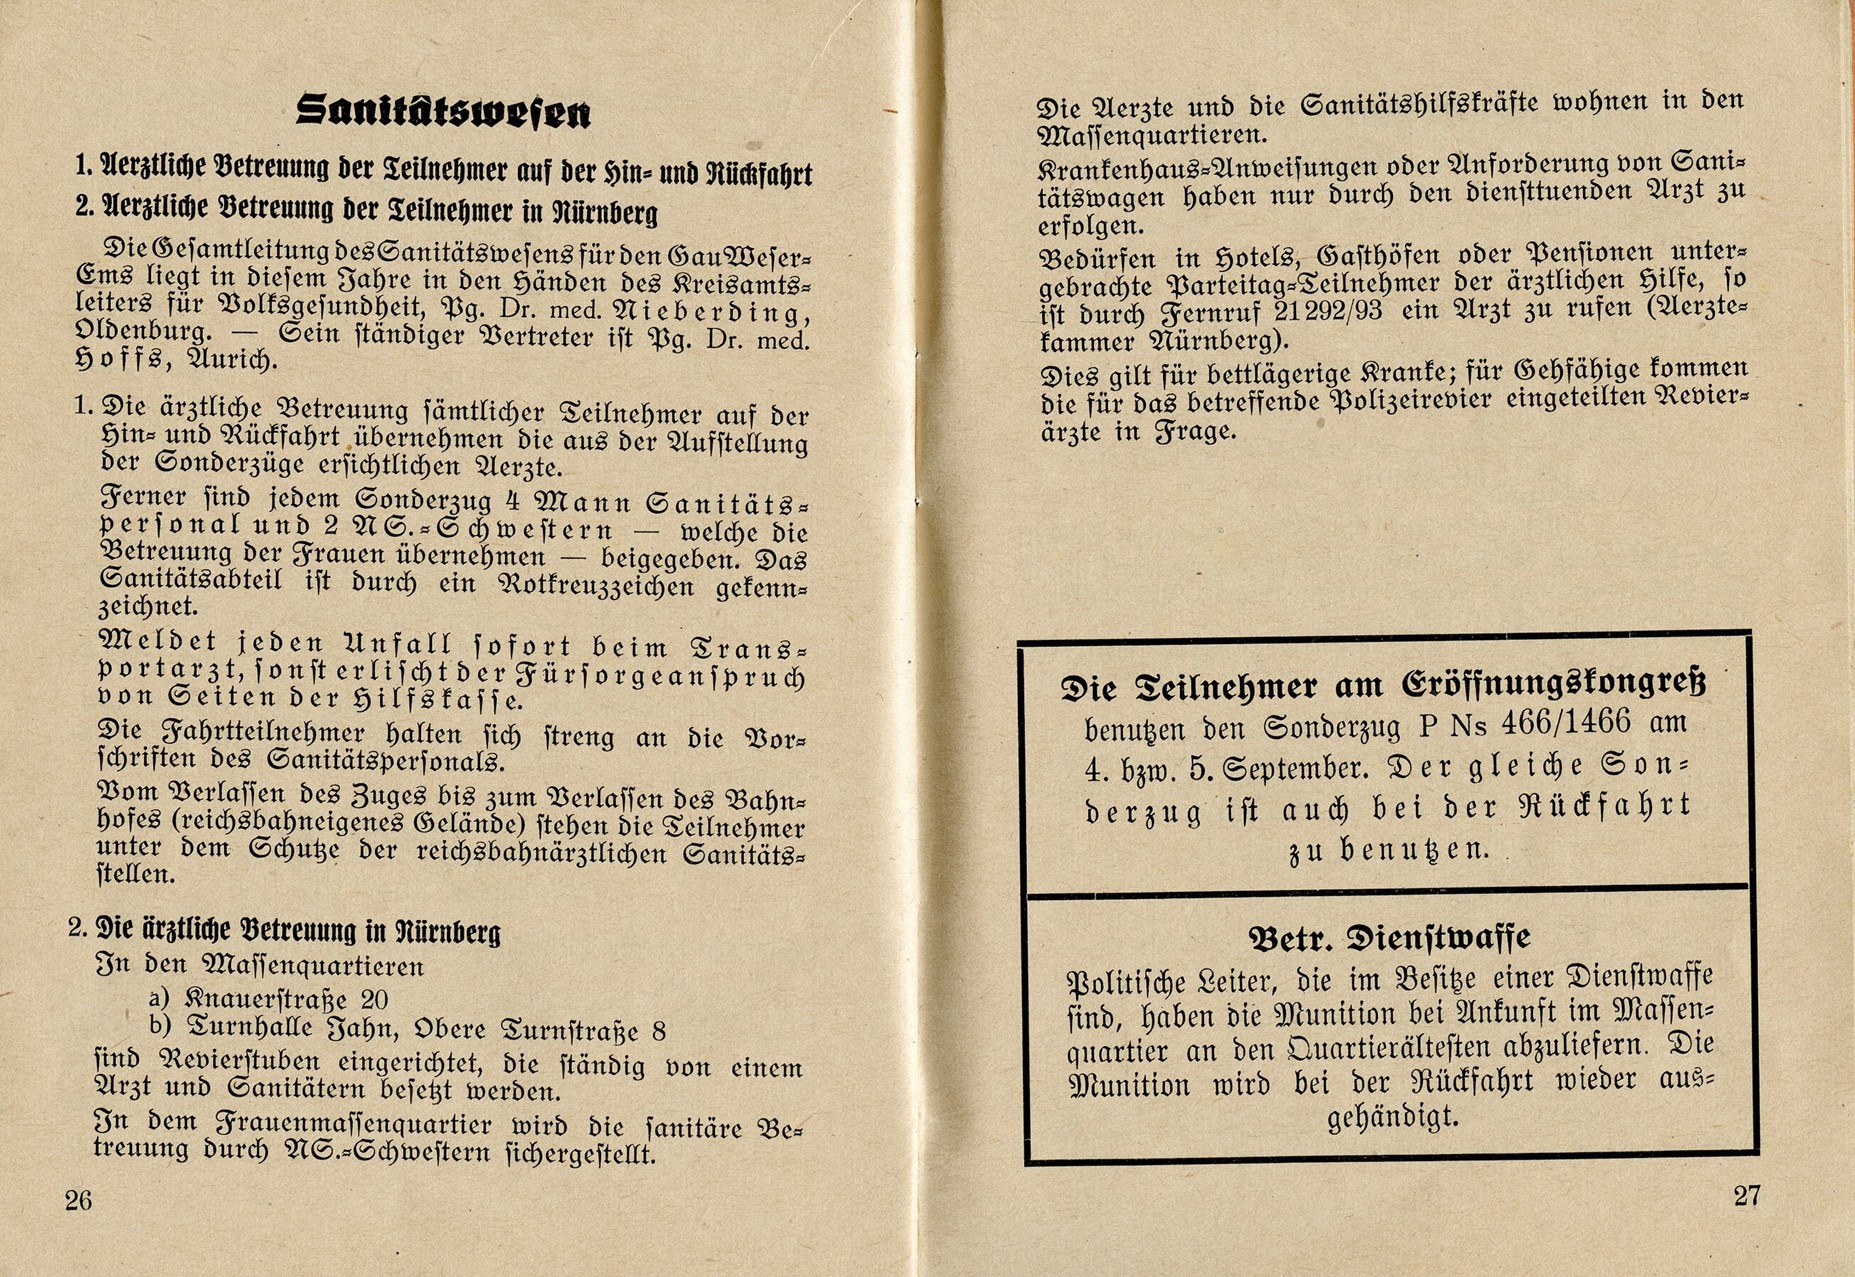 Sanitätswesen
1. Aerztliche Betreuung der Teilnehmer auf der Hin- und Rückfahrt
2. Aerztliche Betreuung der Teilnehmer in Nürnberg
Die Gesamtleitung des Sanitätswesens für den Gau Weser-
Ems liegt in diesem Jahre in den Händen des Kreisamts-
leiters für Volksgesundheit, Pg. Dr. med. Nieberding,
Oldenburg. — Sein ständiger Vertreter ist Pg. Dr. med.
Hoffs, Aurich.
1. Die ärztliche Betreuung sämtlicher Teilnehmer auf der
Hin- und Rückfahrt übernehmen die aus der Aufstellung
der Sonderzüge ersichtlichen Aerzte.
Ferner sind jedem Sonderzug 4 Mann Sanitäts-
personal und 2 NS.-Schwestern — welche die
Betreuung der Frauen übernehmen — beigegeben. Das
Sanitätsabteil ist durch ein Rotkreuzzeichen gekenn-
zeichnet.
Meldet jeden Unfall sofort beim Trans-
portarzt, sonst erlischt der Fürsorgeanspruch
von Seiten der Hilfskasse.
Die Fahrtteilnehmer halten sich streng an die Vor-
schriften des Sanitätspersonals.
Vom Verlassen des Zuges bis zum Verlassen des Bahn-
hofes (reichsbahneigenes Gelände) stehen die Teilnehmer
unter dem Schutze der reichsbahnärztlichen Sanitäts-
stellen.
2. Die ärztliche Betreuung in Nürnberg
In den Massenquartieren
a) Knauerstraße 20
b) Turnhalle Jahn, Obere Turnstraße 8
sind Revierstuben eingerichtet, die ständig von einem
Arzt und Sanitätern besetzt werden.
In dem Frauenmassenquartier wird die sanitäre Be-
treuung durch NS.-Schwestern sichergestellt.
26
Die Aerzte und die Sanitätshilfskräfte wohnen in den
Massenquartieren.
Krankenhaus-Anweisungen oder Anforderung von Sani-
tätswagen haben nur durch den diensttuenden Arzt zu
erfolgen.
Bedürfen in Hotels, Gasthöfen oder Pensionen unter-
gebrachte Parteitag-Teilnehmer der ärztlichen Hilfe, so
ist durch Fernruf 21292/93 ein Arzt zu rufen (Aerzte-
kammer Nürnberg).
Dies gilt für bettlägerige Kranke; für Gehfähige kommen
die für das betreffende Polizeirevier eingeteilten Revier-
ärzte in Frage.
Die Teilnehmer am Eröffnungskongreß
benutzen den Sonderzug P Ns 466/1466 am
4. bzw. 5. September. Der gleiche Son-
derzug ist auch bei der Rückfahrt
zu benutzen.
Betr. Dienstwaffe
Politische Leiter, die im Besitze einer Dienstwaffe
sind, haben die Munition bei Ankunft im Massen-
quartier an den Quartierältesten abzuliefern. Die
Munition wird bei der Rückfahrt wieder aus-
gehändigt.
27